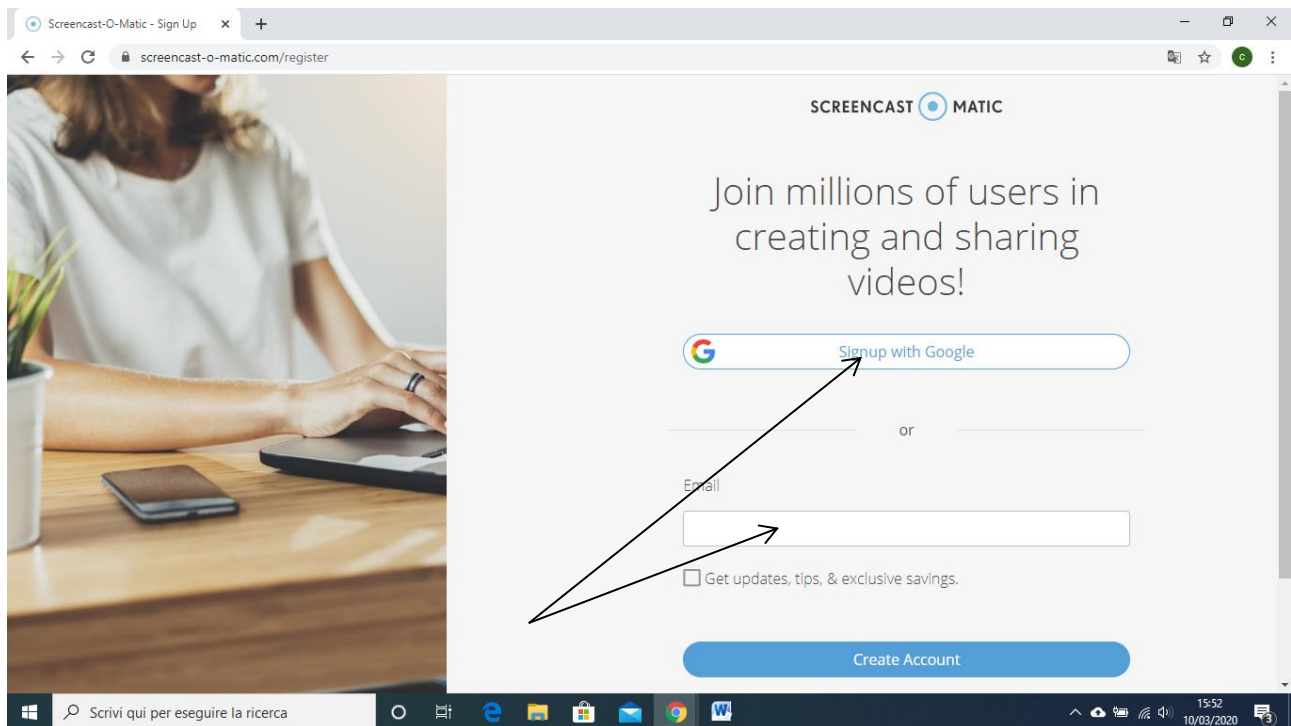 Screencast-O-Matic - Sign Up
screencast-o-matic.com/register
C
SCREENCAST MATIC
Join millions of users in
creating and sharing
videos!
Signup with Google
or
Email
Get updates, tips, & exclusive savings.
Create Account
Scrivi qui per eseguire la ricerca
15:52
10/03/2020
3